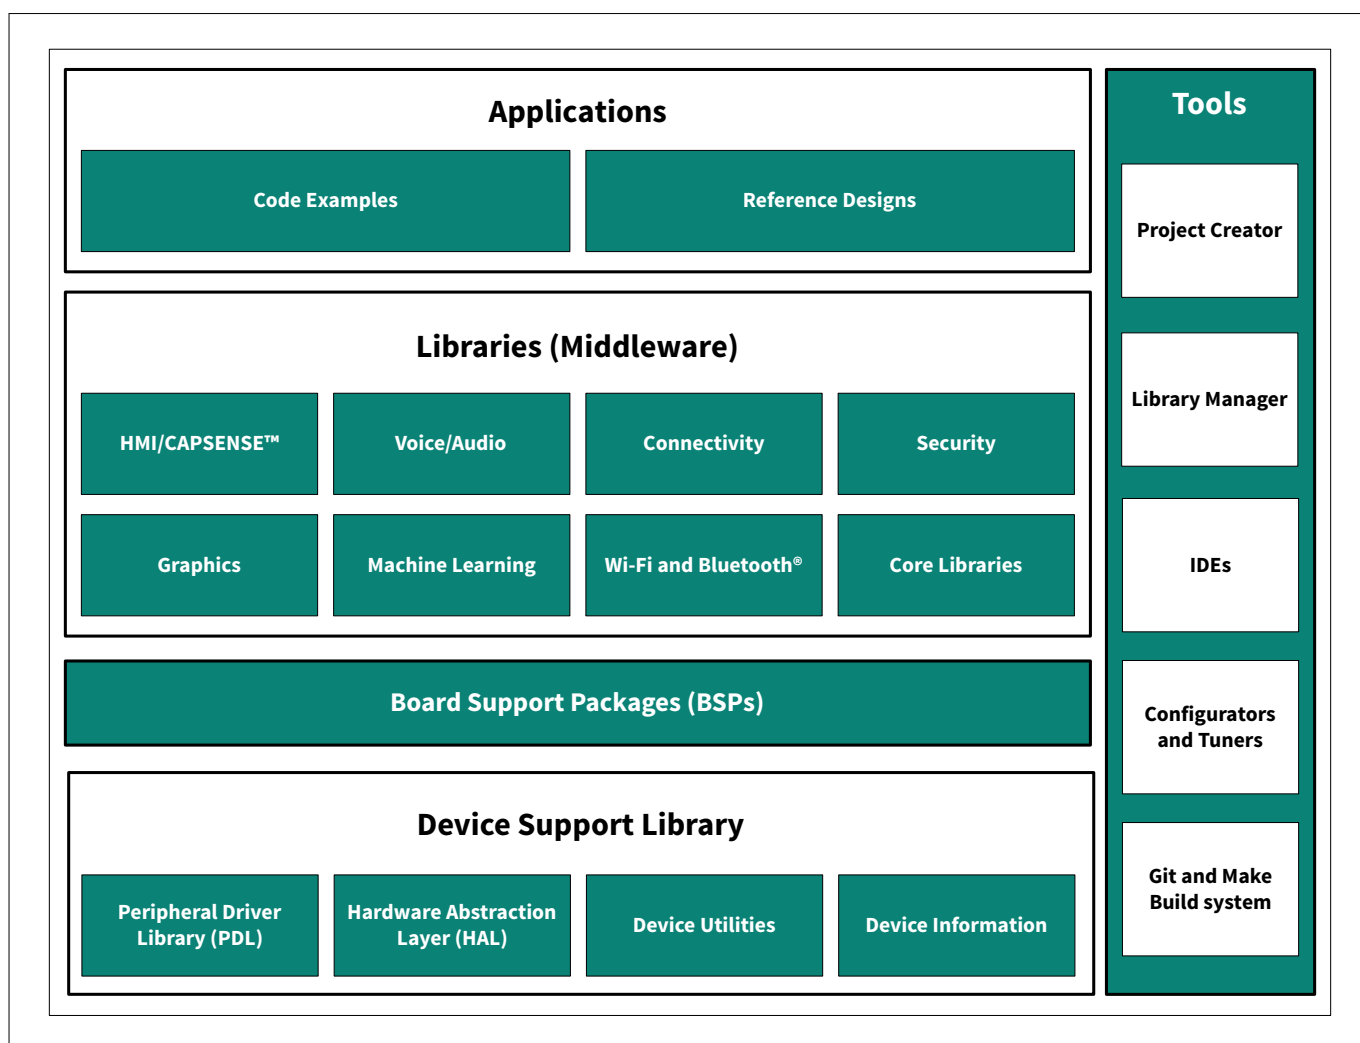 Applications
Code Examples
Reference Designs
Libraries (Middleware)
HMI/CAPSENSE™
Voice/Audio
Connectivity
Security
Graphics
Machine Learning
Wi-Fi and Bluetooth®
Core Libraries
Board Support Packages (BSPs)
Device Support Library
Peripheral Driver
Library (PDL)
Hardware Abstraction
Layer (HAL)
Device Utilities
Device Information
Tools
Project Creator
Library Manager
IDEs
Configurators
and Tuners
Git and Make
Build system